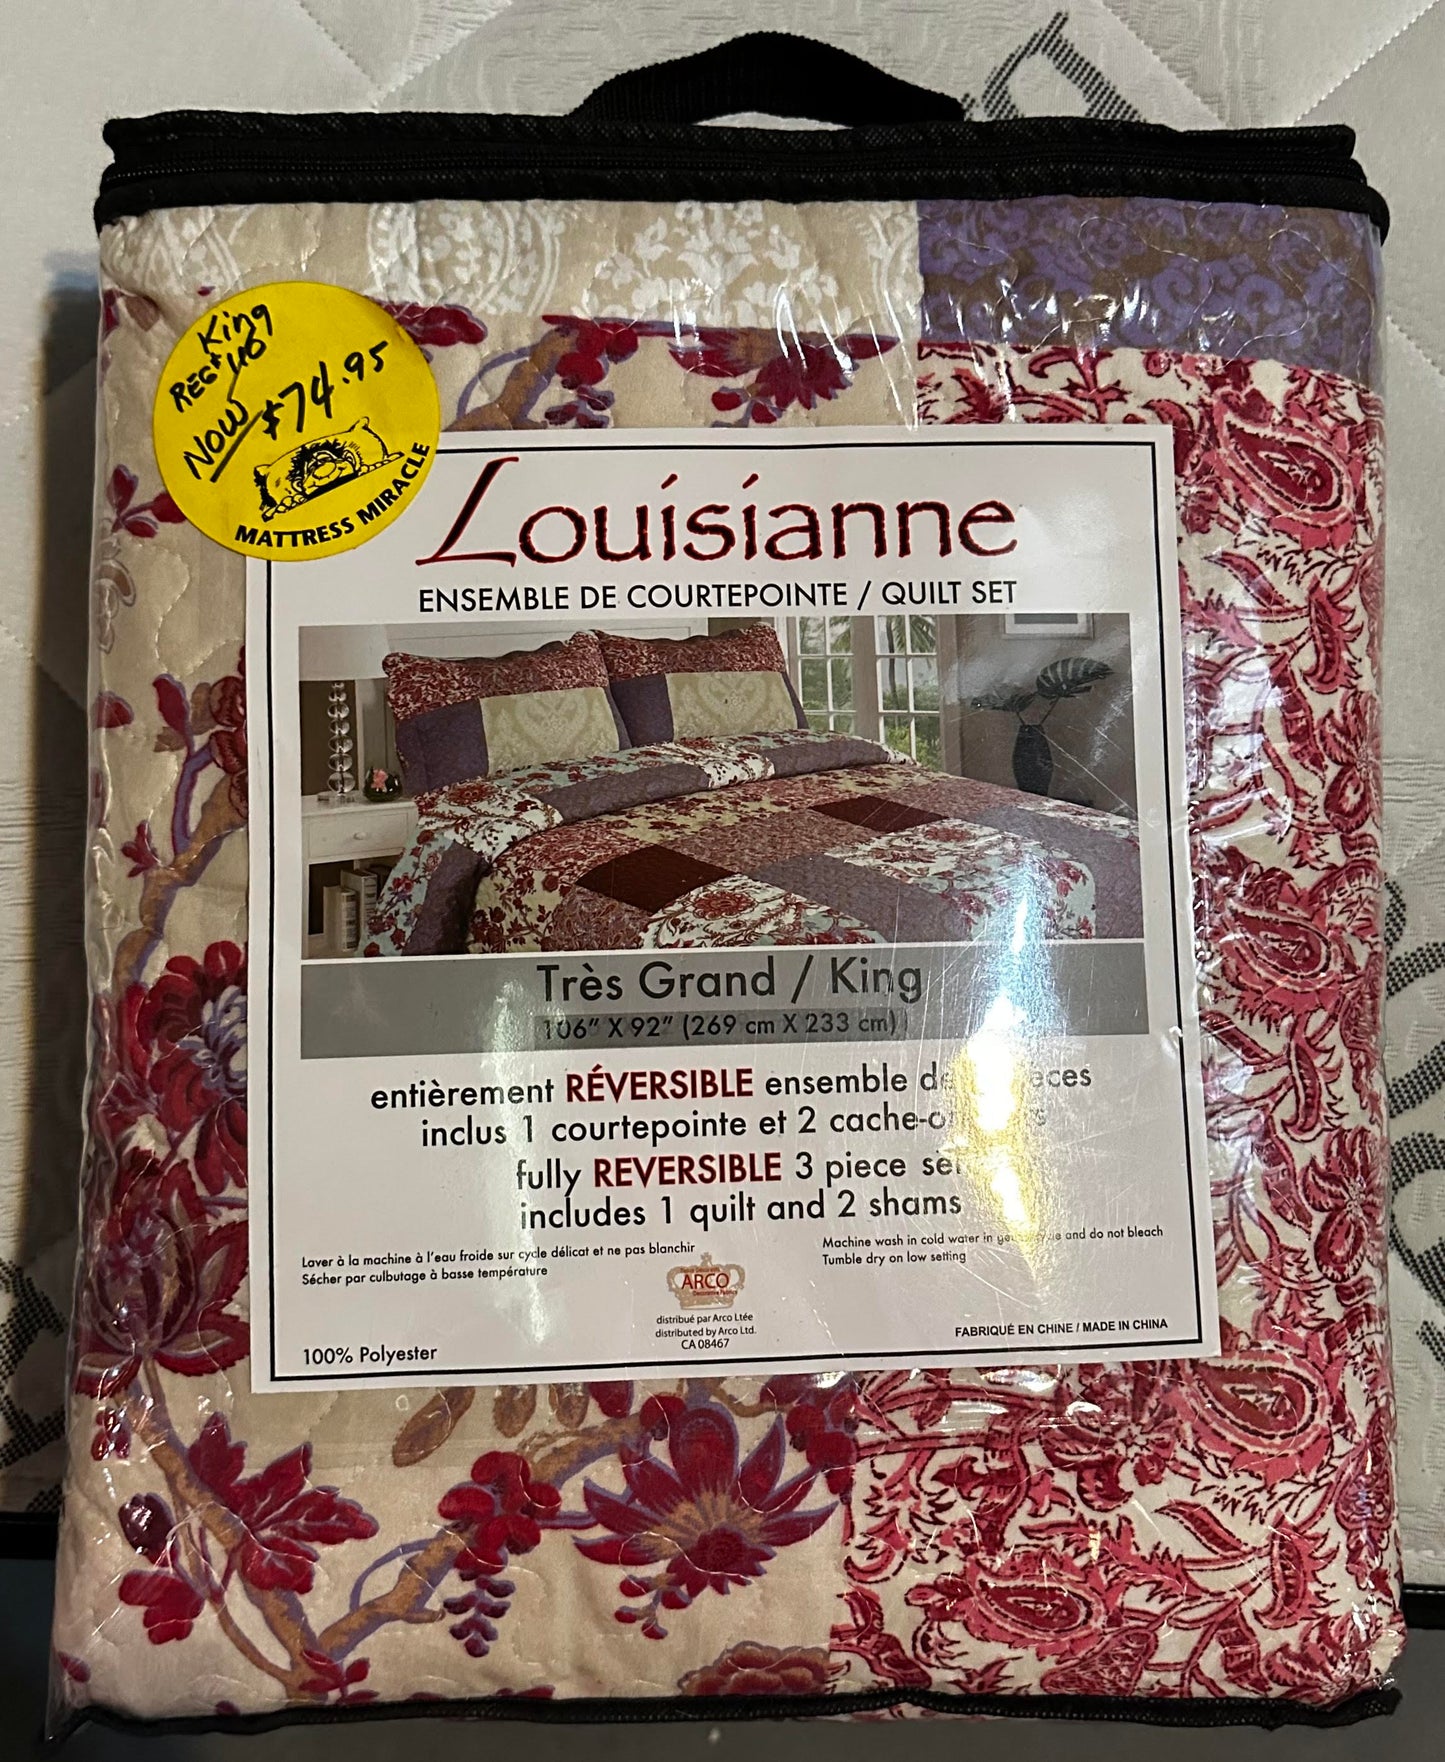 King
REG $140
NOW $74.95
MATTRESS MIRACLE
Louisianne
ENSEMBLE DE COURTEPOINTE / QUILT SET
Très Grand / King
106" X 92" (269 cm X 233 cm)
entièrement RÉVERSIBLE ensemble de
inclus 1 courtepointe et 2
fully REVERSIBLE 3 piece
includes 1 quilt and 2 shams
Laver à la machine à l'eau froide sur cycle délicat et ne pas blanchir
Sécher par culbutage à basse température
Machine wash in cold water in and do not bleach
Tumble dry on low setting
ARCO
Decorative Fabrics
distribué par Arco Ltée
distributed by Arco Ltd.
CA 08467
100% Polyester
FABRIQUÉ EN CHINE / MADE IN CHINA